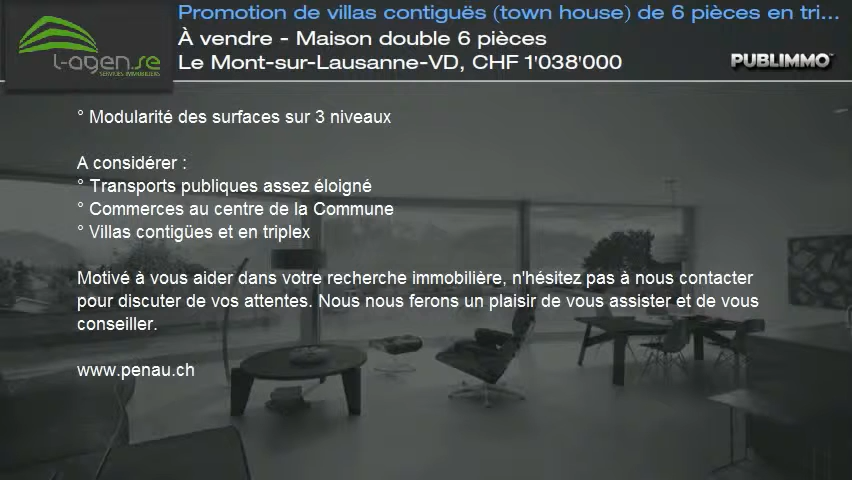 Promotion de villas contiguës (town house) de 6 pièces en tri...
À vendre - Maison double 6 pièces
Le Mont-sur-Lausanne-VD, CHF 1'038'000
l-agence
SERVICES IMMOBILIERS
PUBLIMMO
° Modularité des surfaces sur 3 niveaux
A considérer :
° Transports publiques assez éloigné
° Commerces au centre de la Commune
° Villas contigües et en triplex
Motivé à vous aider dans votre recherche immobilière, n'hésitez pas à nous contacter
pour discuter de vos attentes. Nous nous ferons un plaisir de vous assister et de vous
conseiller.
www.penau.ch